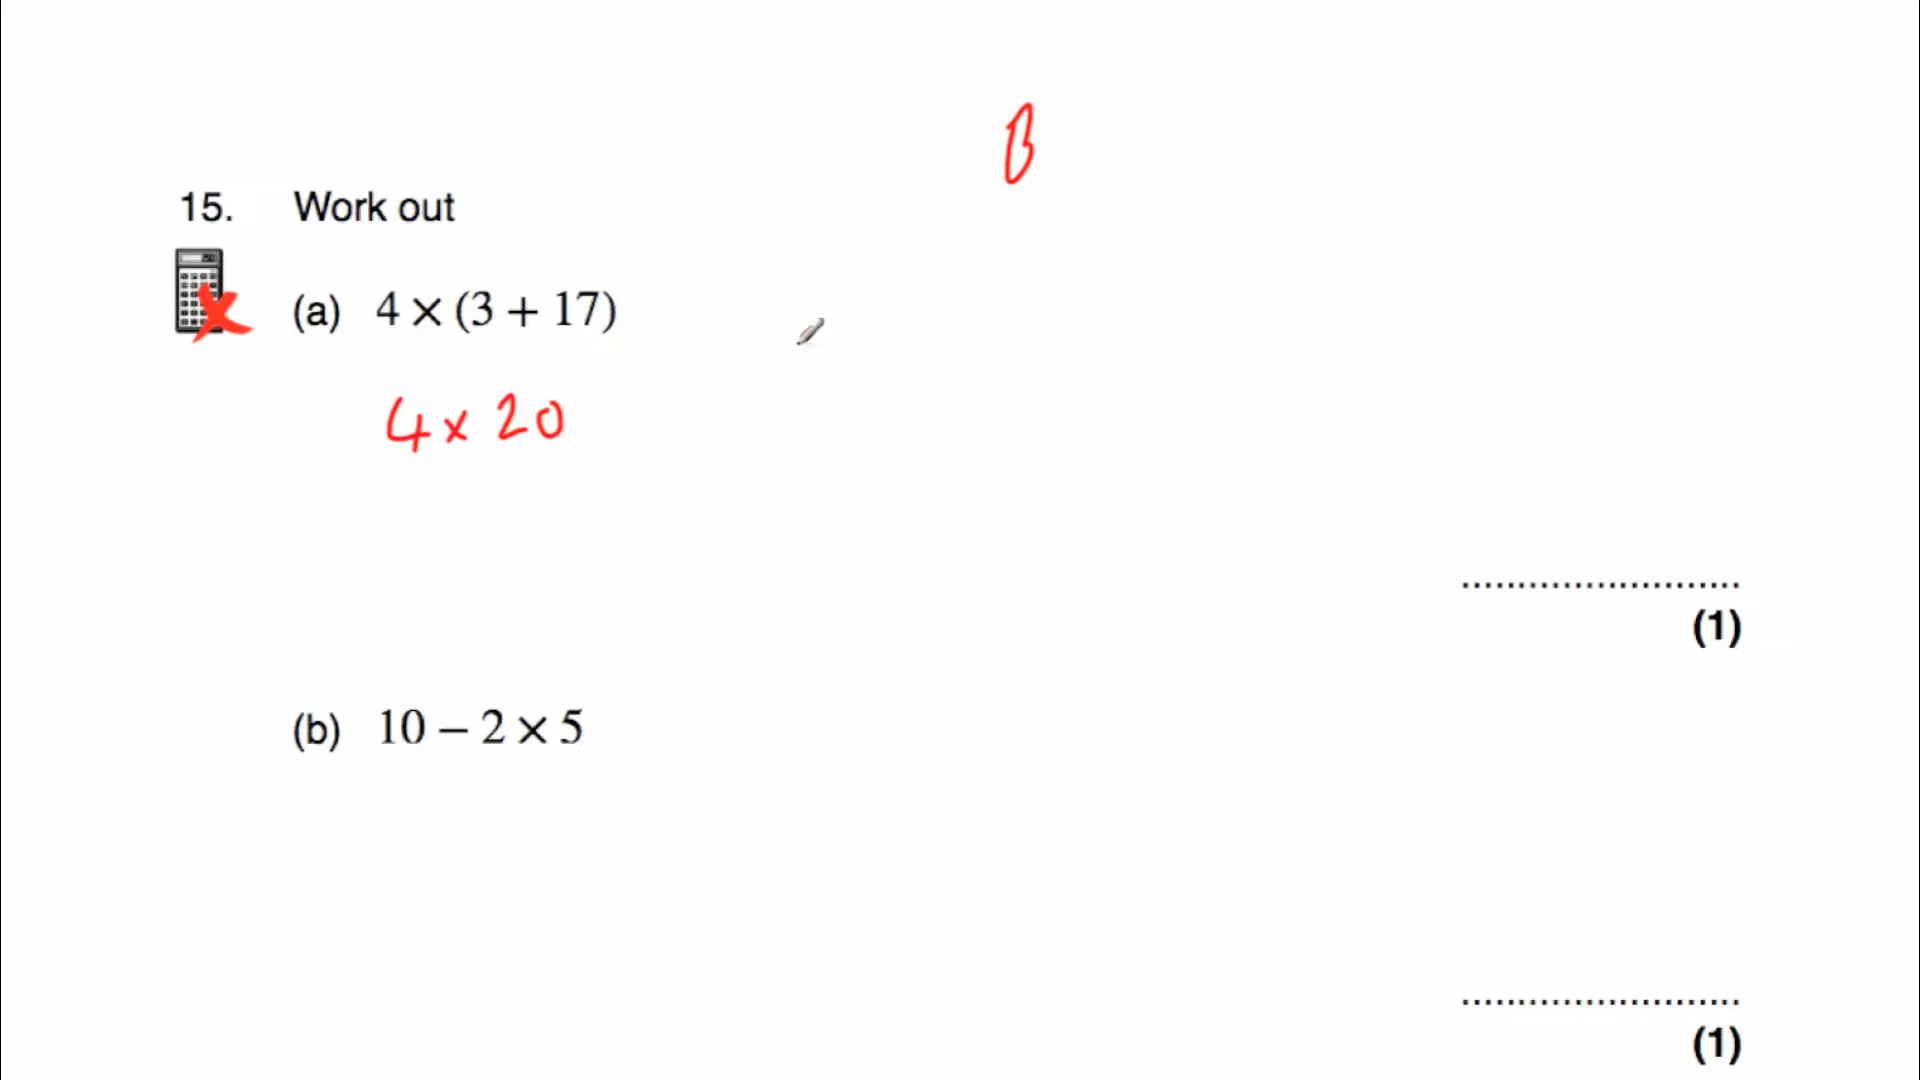 B
15. Work out
(a) 4 × (3 + 17)
4 x 20
..........................
(1)
(b) 10 − 2 × 5
..........................
(1)